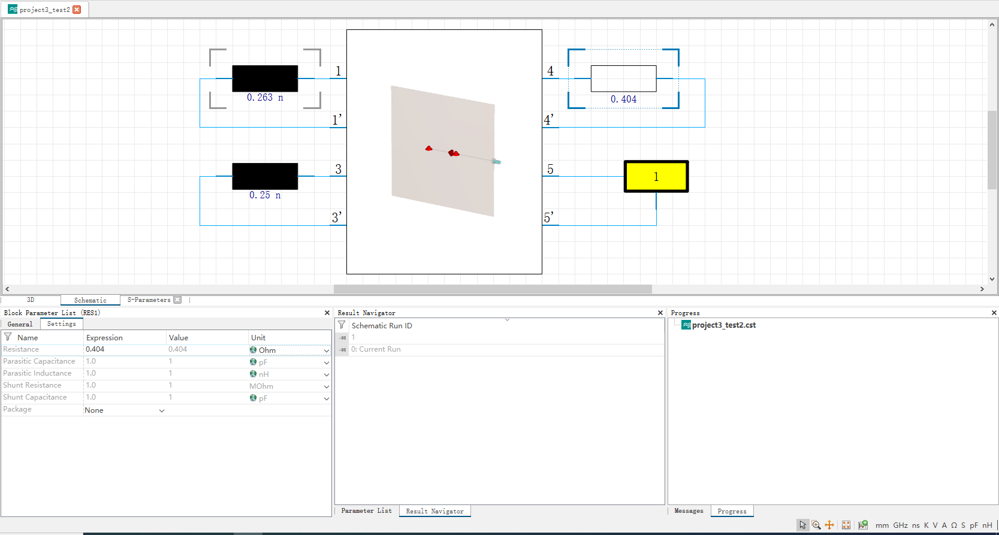 project3_test2
1
0.263 n
1'
4
0.404
4'
3
0.25 n
3'
5
1
5'
3D
Schematic
S-Parameters
Block Parameter List (RES1)
General
Settings
Name Expression Value Unit
Resistance 0.404 0.404 Ohm
Parasitic Capacitance 1.0 1 pF
Parasitic Inductance 1.0 1 nH
Shunt Resistance 1.0 1 MOhm
Shunt Capacitance 1.0 1 pF
Package None
Result Navigator
Schematic Run ID
1
0: Current Run
Parameter List
Result Navigator
Progress
project3_test2.cst
Messages
Progress
mm GHz ns K V A Ω S pF nH